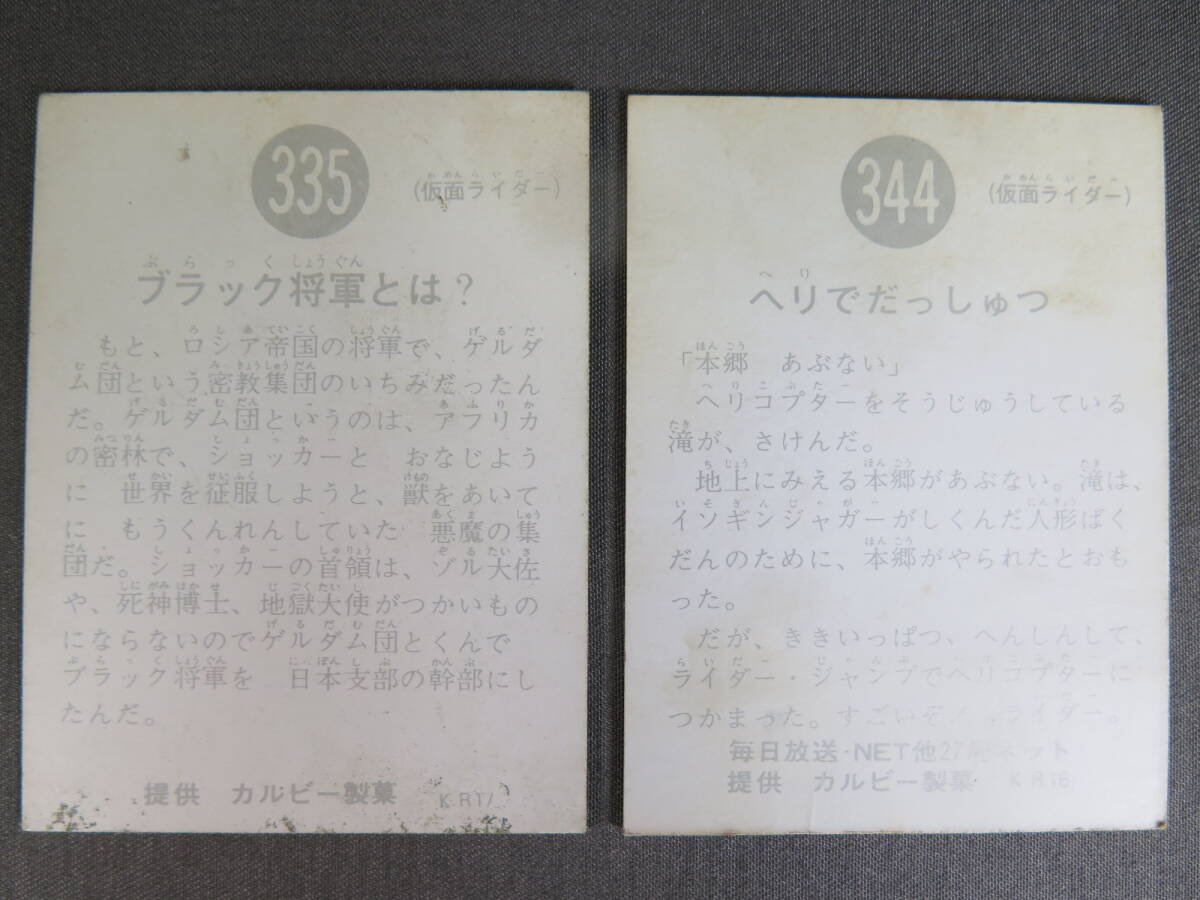 335
(仮面ライダー)
ブラック将軍とは?
もと、ロシア帝国の将軍で、ゲルダ
ム団という密教集団のいちみだったん
だ。ゲルダム団というのは、アフリカ
の密林で、ショッカーと おなじよう
に 世界を征服しようと、獣をあいて
に もうくんれんしていた 悪魔の集
団だ。ショッカーの首領は、ゾル大佐
や、死神博士、地獄大使がつかいもの
にならないのでゲルダム団とくんで
ブラック将軍を 日本支部の幹部にし
たんだ。
提供 カルビー製菓
344
(仮面ライダー)
ヘリでだっしゅつ
「本郷 あぶない」
ヘリコプターをそうじゅうしている
滝が、さけんだ。
地上にみえる本郷があぶない。滝は、
イソギンジャガーがしくんだ人形ばく
だんのために、本郷がやられたとおも
った。
だが、ききいっぱつ、へんしんして、
ライダー・ジャンプでヘリコプターに
つかまった。すごいぞ! ライダー。
毎日放送・NET他27局ネット
提供 カルビー製菓 KR16